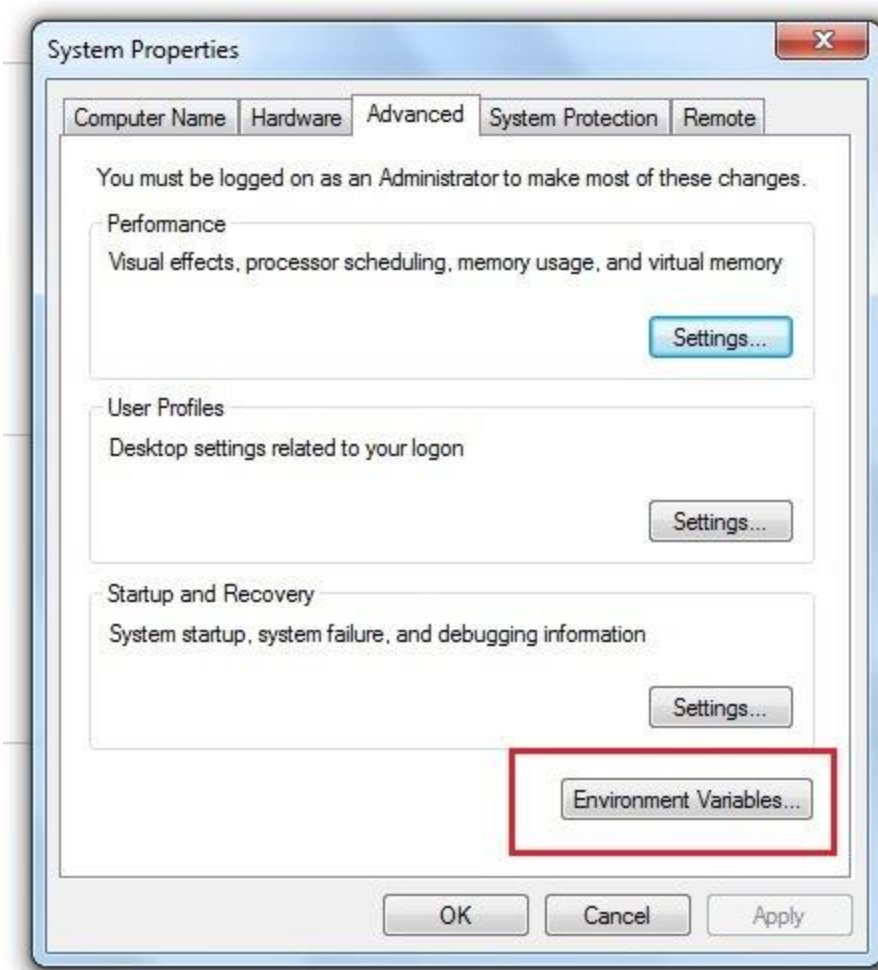 System Properties
Computer Name Hardware Advanced System Protection Remote
You must be logged on as an Administrator to make most of these changes.
Performance
Visual effects, processor scheduling, memory usage, and virtual memory
Settings...
User Profiles
Desktop settings related to your logon
Settings...
Startup and Recovery
System startup, system failure, and debugging information
Settings...
Environment Variables...
OK Cancel Apply